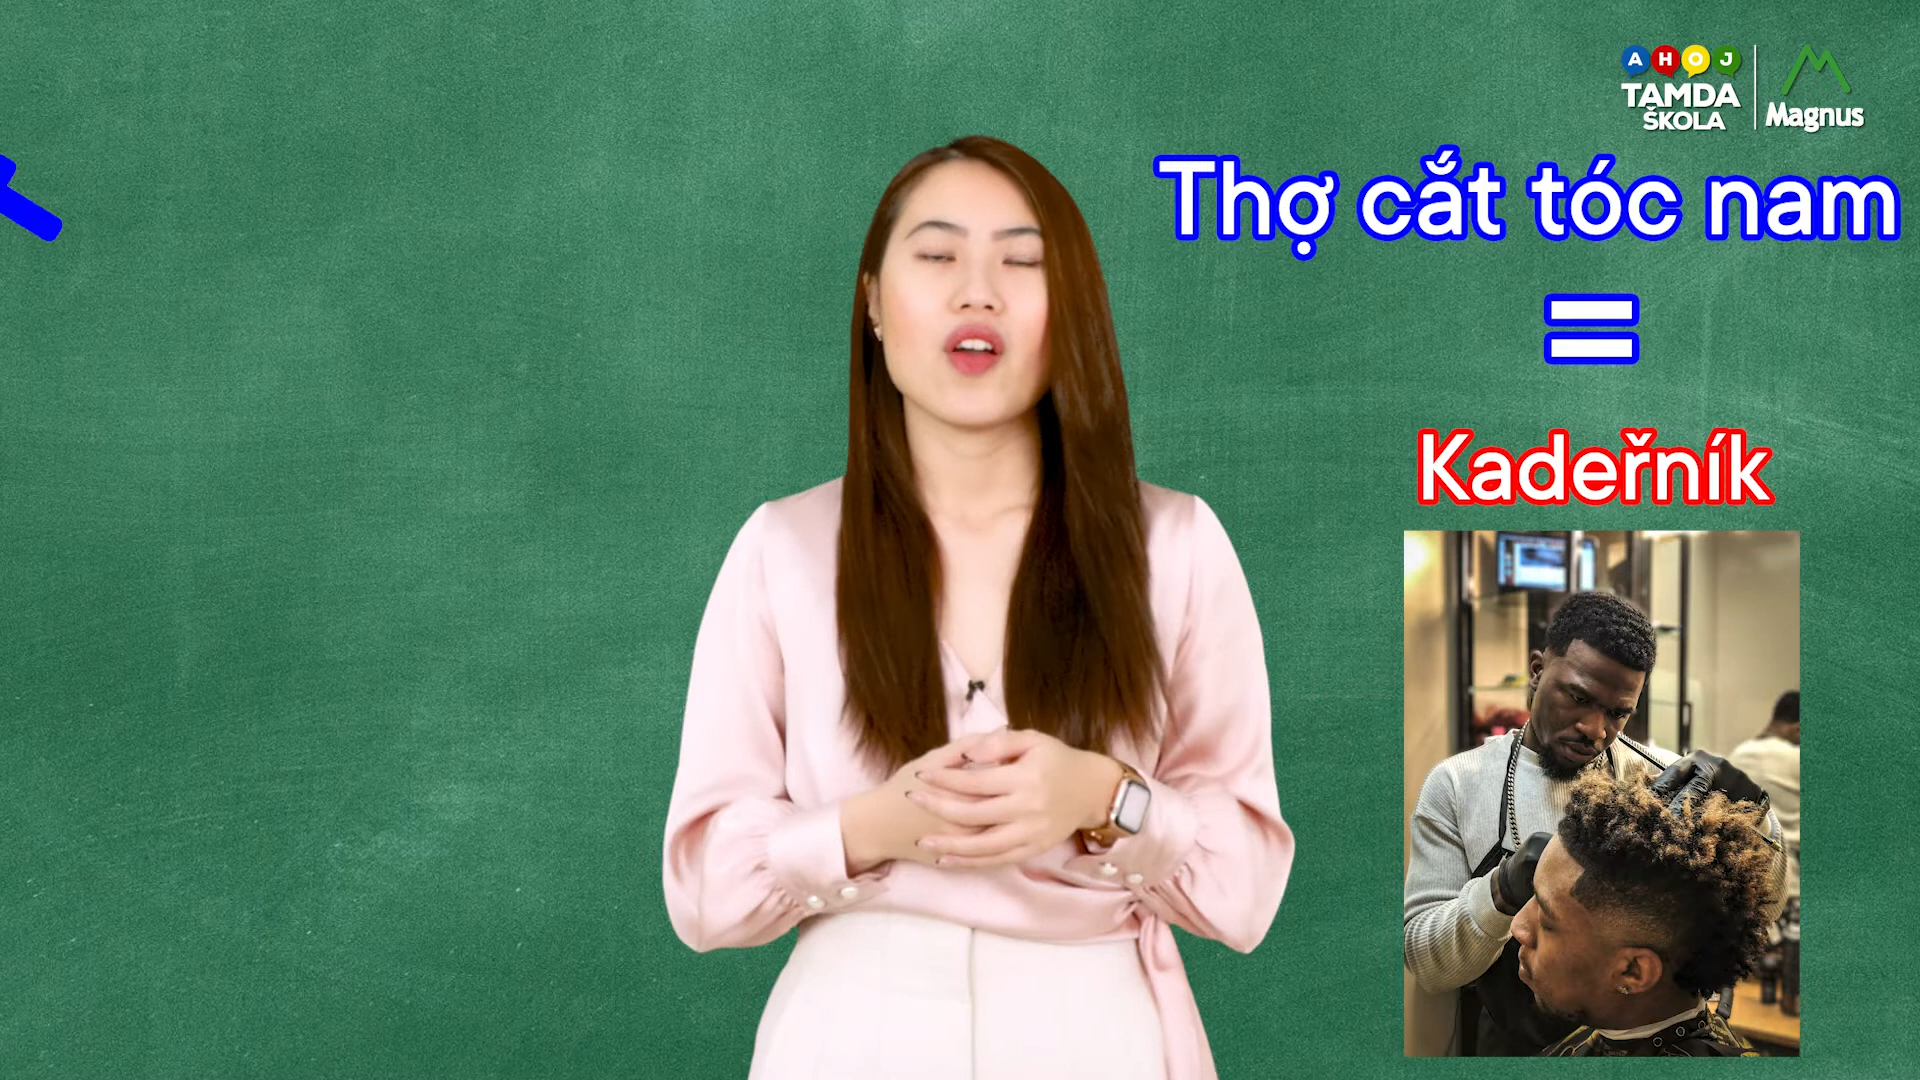 AHOJ
TAMDA
ŠKOLA
Magnus
Thợ cắt tóc nam
=
Kadeřník